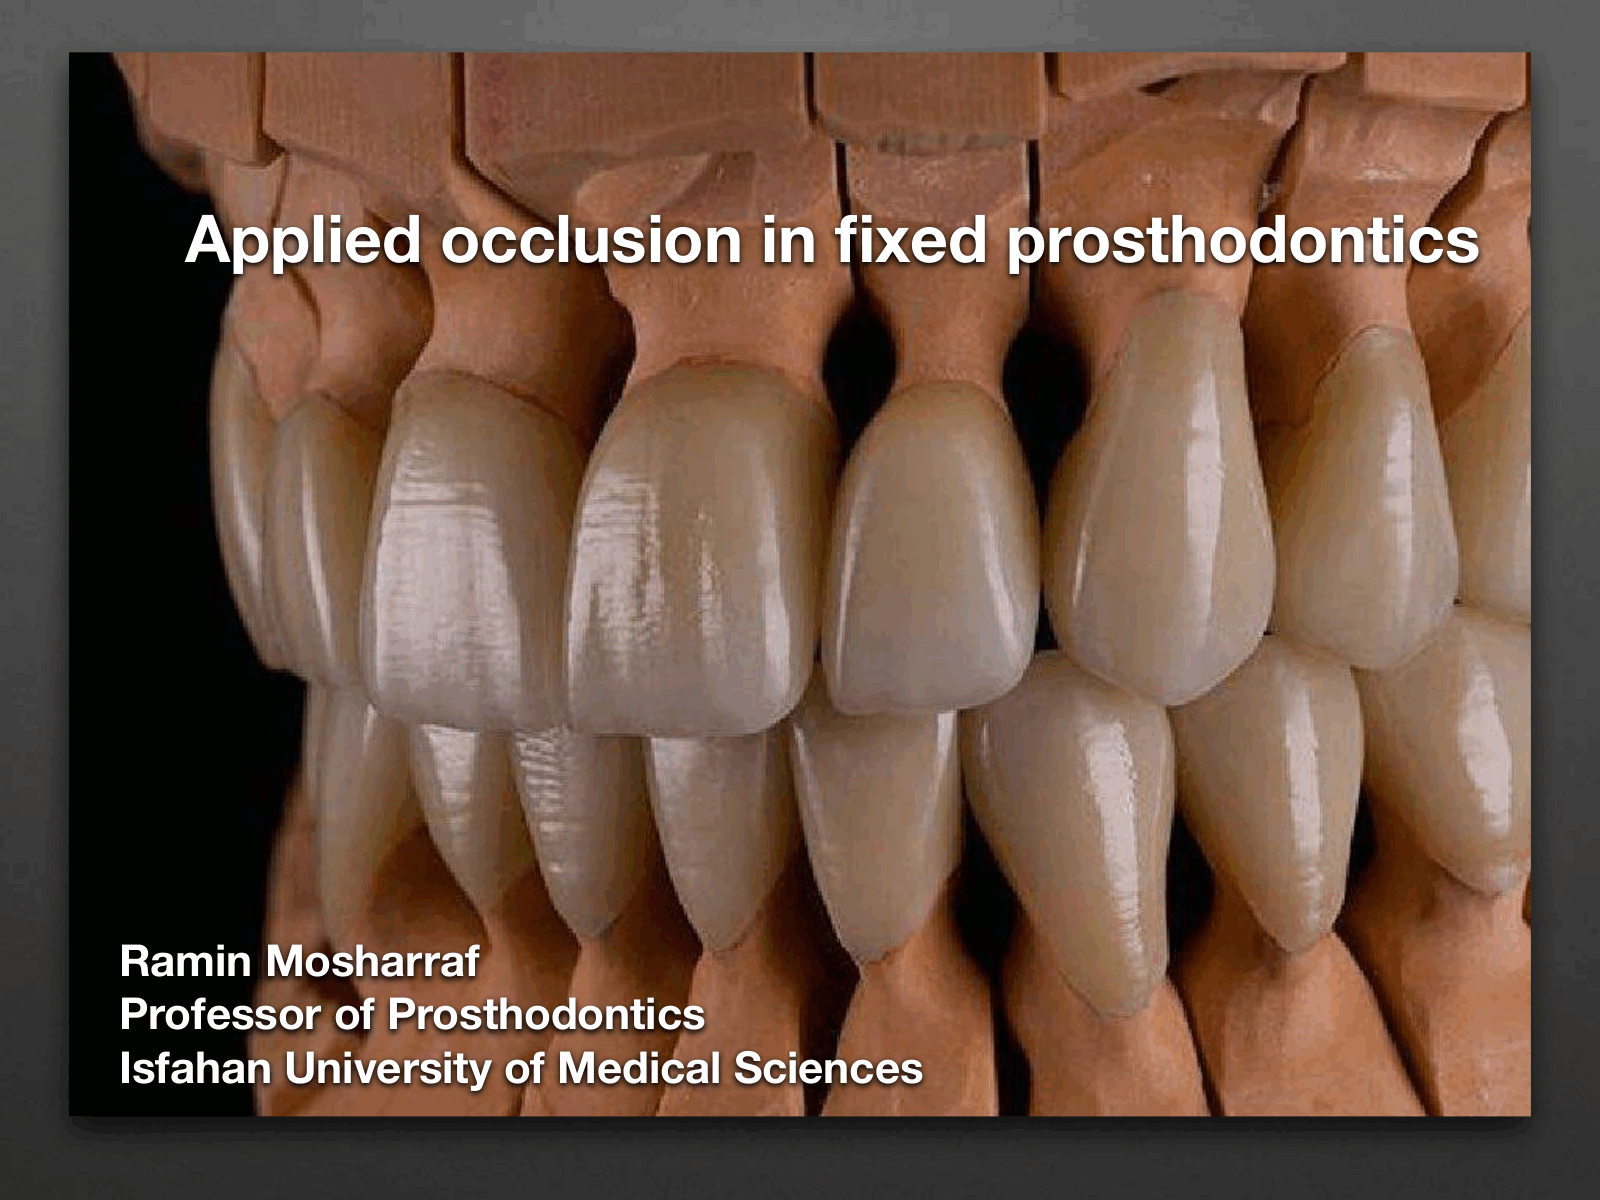 Applied occlusion in fixed prosthodontics
Ramin Mosharraf
Professor of Prosthodontics
Isfahan University of Medical Sciences